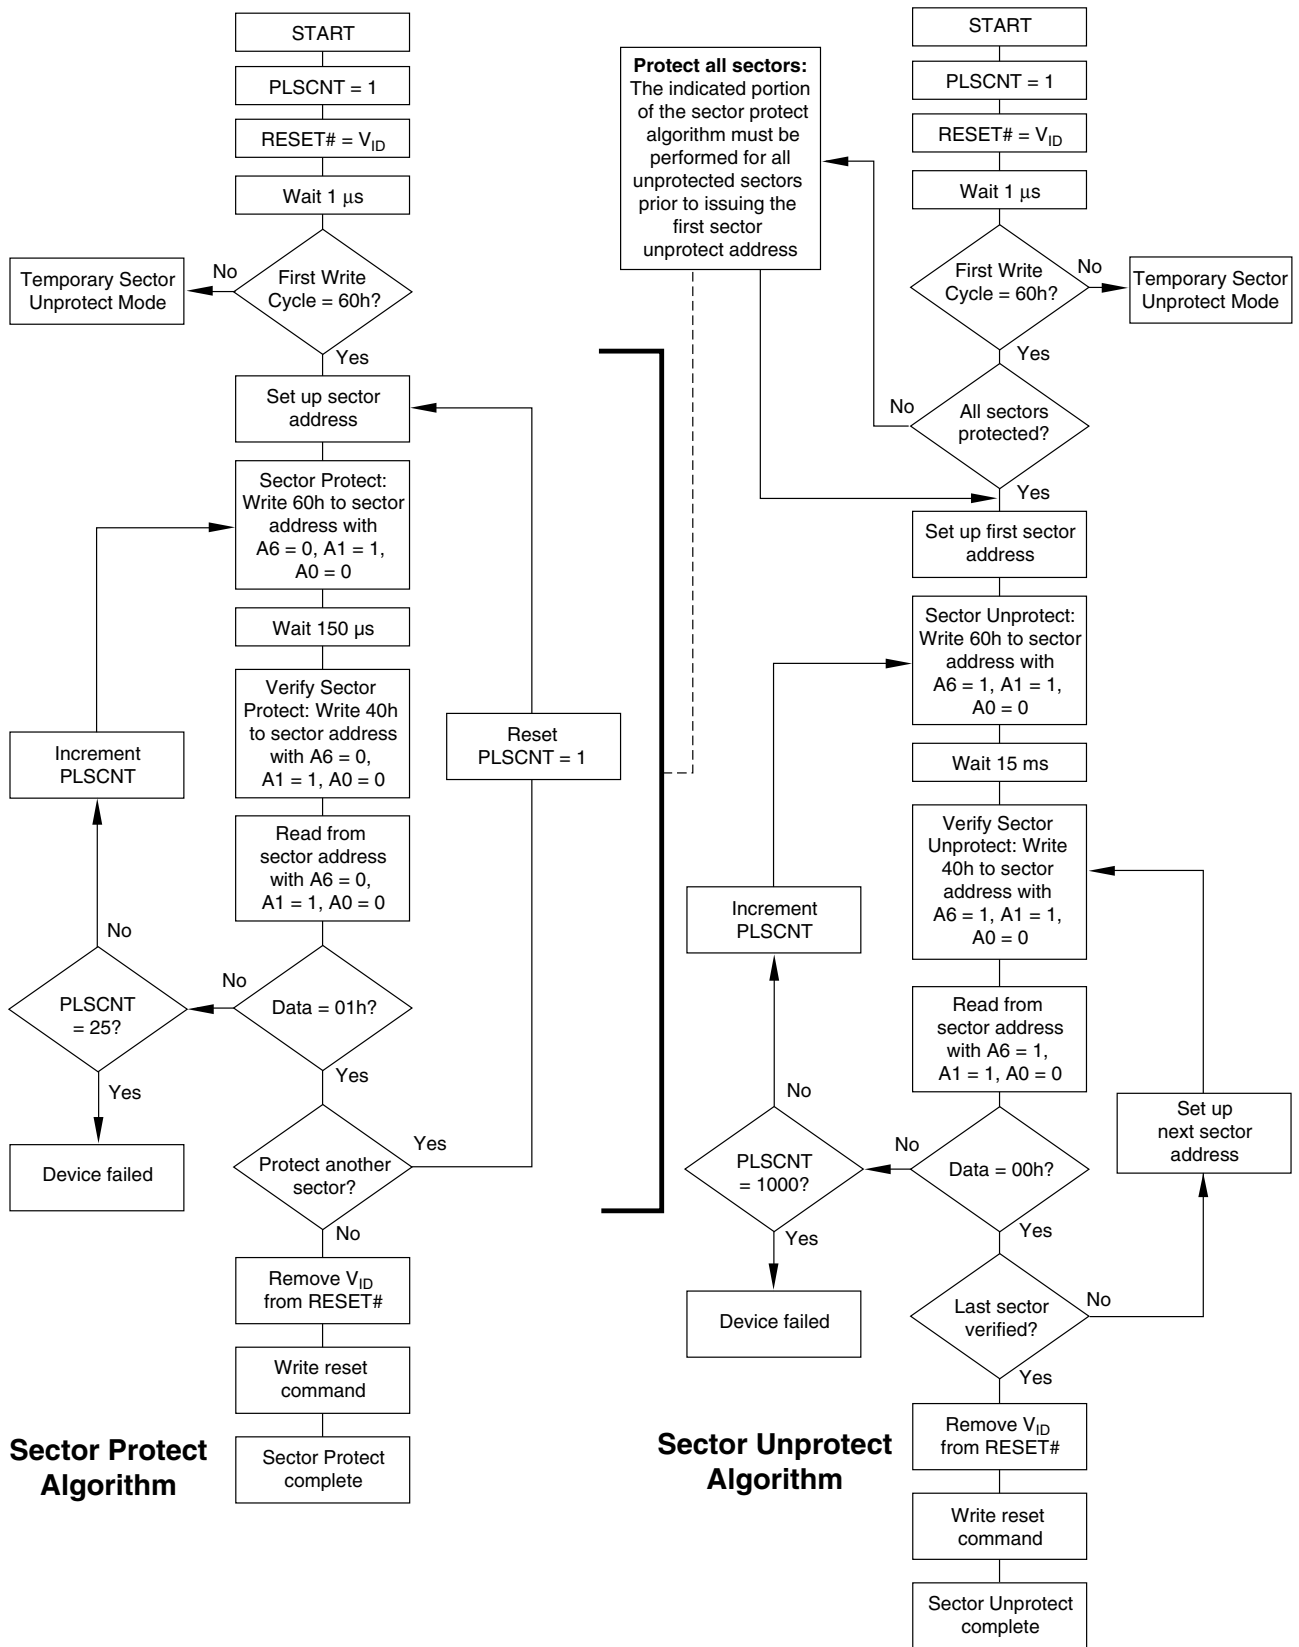 START
PLSCNT = 1
RESET# = VID
Wait 1 μs
First Write
Cycle = 60h?
No
Temporary Sector
Unprotect Mode
Yes
Set up sector
address
Sector Protect:
Write 60h to sector
address with
A6 = 0, A1 = 1,
A0 = 0
Wait 150 µs
Verify Sector
Protect: Write 40h
to sector address
with A6 = 0,
A1 = 1, A0 = 0
Read from
sector address
with A6 = 0,
A1 = 1, A0 = 0
Increment
PLSCNT
No
PLSCNT
= 25?
Yes
Device failed
No
Data = 01h?
Yes
Protect another
sector?
Yes
Reset
PLSCNT = 1
No
Remove VID
from RESET#
Write reset
command
Sector Protect
complete
Sector Protect
Algorithm
Protect all sectors:
The indicated portion
of the sector protect
algorithm must be
performed for all
unprotected sectors
prior to issuing the
first sector
unprotect address
START
PLSCNT = 1
RESET# = VID
Wait 1 μs
First Write
Cycle = 60h?
No
Temporary Sector
Unprotect Mode
Yes
No
All sectors
protected?
Yes
Set up first sector
address
Sector Unprotect:
Write 60h to sector
address with
A6 = 1, A1 = 1,
A0 = 0
Wait 15 ms
Verify Sector
Unprotect: Write
40h to sector
address with
A6 = 1, A1 = 1,
A0 = 0
Read from
sector address
with A6 = 1,
A1 = 1, A0 = 0
Increment
PLSCNT
No
PLSCNT
= 1000?
Yes
Device failed
No
Data = 00h?
Yes
Set up
next sector
address
Last sector
verified?
No
Yes
Remove VID
from RESET#
Write reset
command
Sector Unprotect
complete
Sector Unprotect
Algorithm